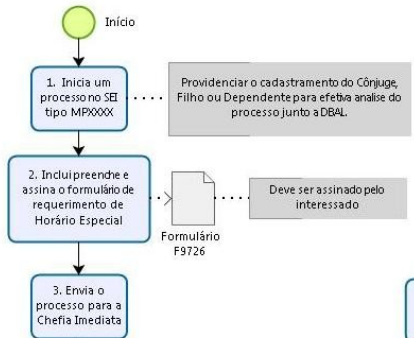 Início
1. Inicia um
processo no SEI
tipo MPXXXX
Providenciar o cadastramento do Cônjuge,
Filho ou Dependente para efetiva analise do
processo junto a DBAL.
2. Inclui preenche e
assina o formulário de
requerimento de
Horário Especial
Formulário
F9726
Deve ser assinado pelo
interessado
3. Envia o
processo para a
Chefia Imediata